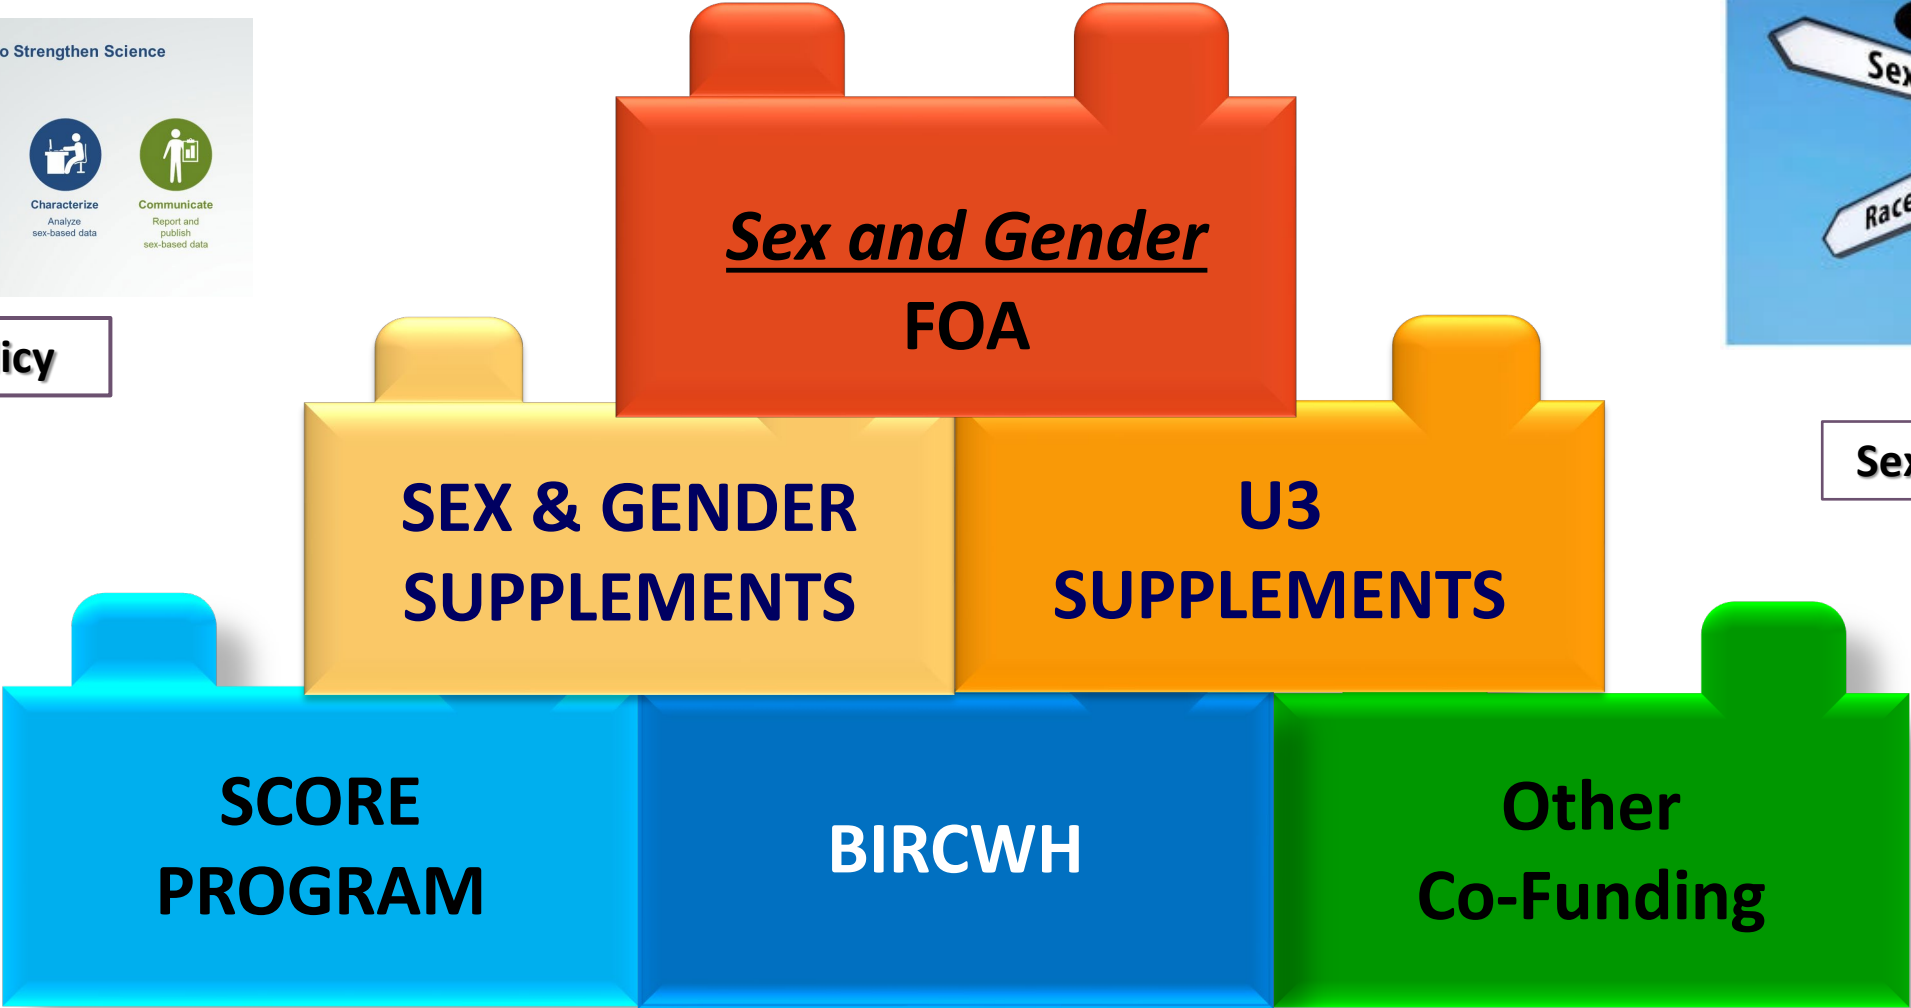 o Strengthen Science
Characterize
Analyze
sex-based data
Communicate
Report and
publish
sex-based data
icy
Sex and Gender
FOA
Sex
Race
Sex
SEX & GENDER
SUPPLEMENTS
U3
SUPPLEMENTS
SCORE
PROGRAM
BIRCWH
Other
Co-Funding